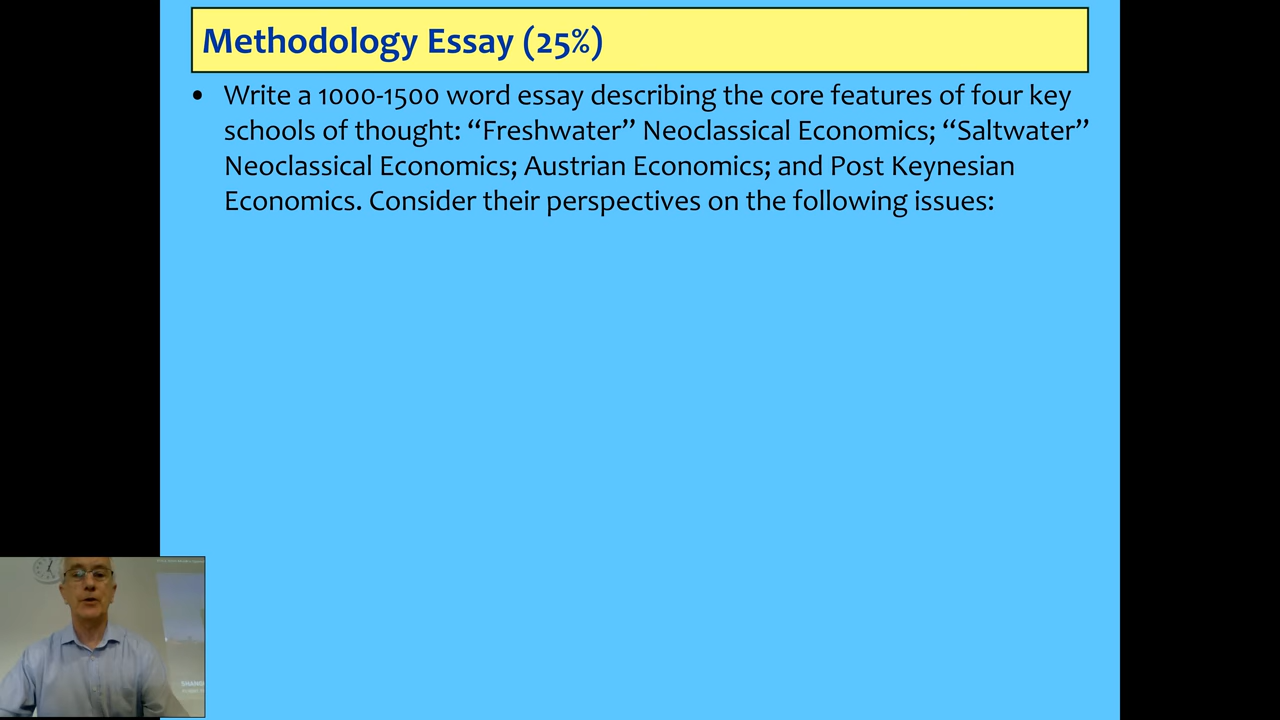 Methodology Essay (25%)
• Write a 1000-1500 word essay describing the core features of four key
schools of thought: “Freshwater” Neoclassical Economics; “Saltwater”
Neoclassical Economics; Austrian Economics; and Post Keynesian
Economics. Consider their perspectives on the following issues: